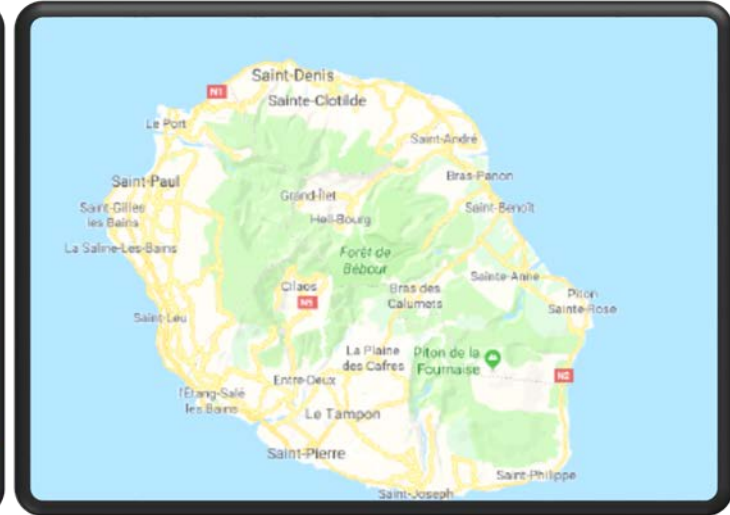 Saint-Denis
N1
Sainte-Clotilde
Le Port
Saint-André
Bras-Panon
Saint-Paul
Grand-Îlet
Saint-Gilles
les Bains
Saint-Benoît
Hell-Bourg
La Saline-Les-Bains
Forêt de
Bébour
Sainte-Anne
Cilaos
Bras des
Calumets
N5
Piton
Sainte-Rose
Saint-Leu
La Plaine
des Cafres
Piton de la
Fournaise
N2
Entre-Deux
l'Étang-Salé
les Bains
Le Tampon
Saint-Pierre
Saint-Philippe
Saint-Joseph